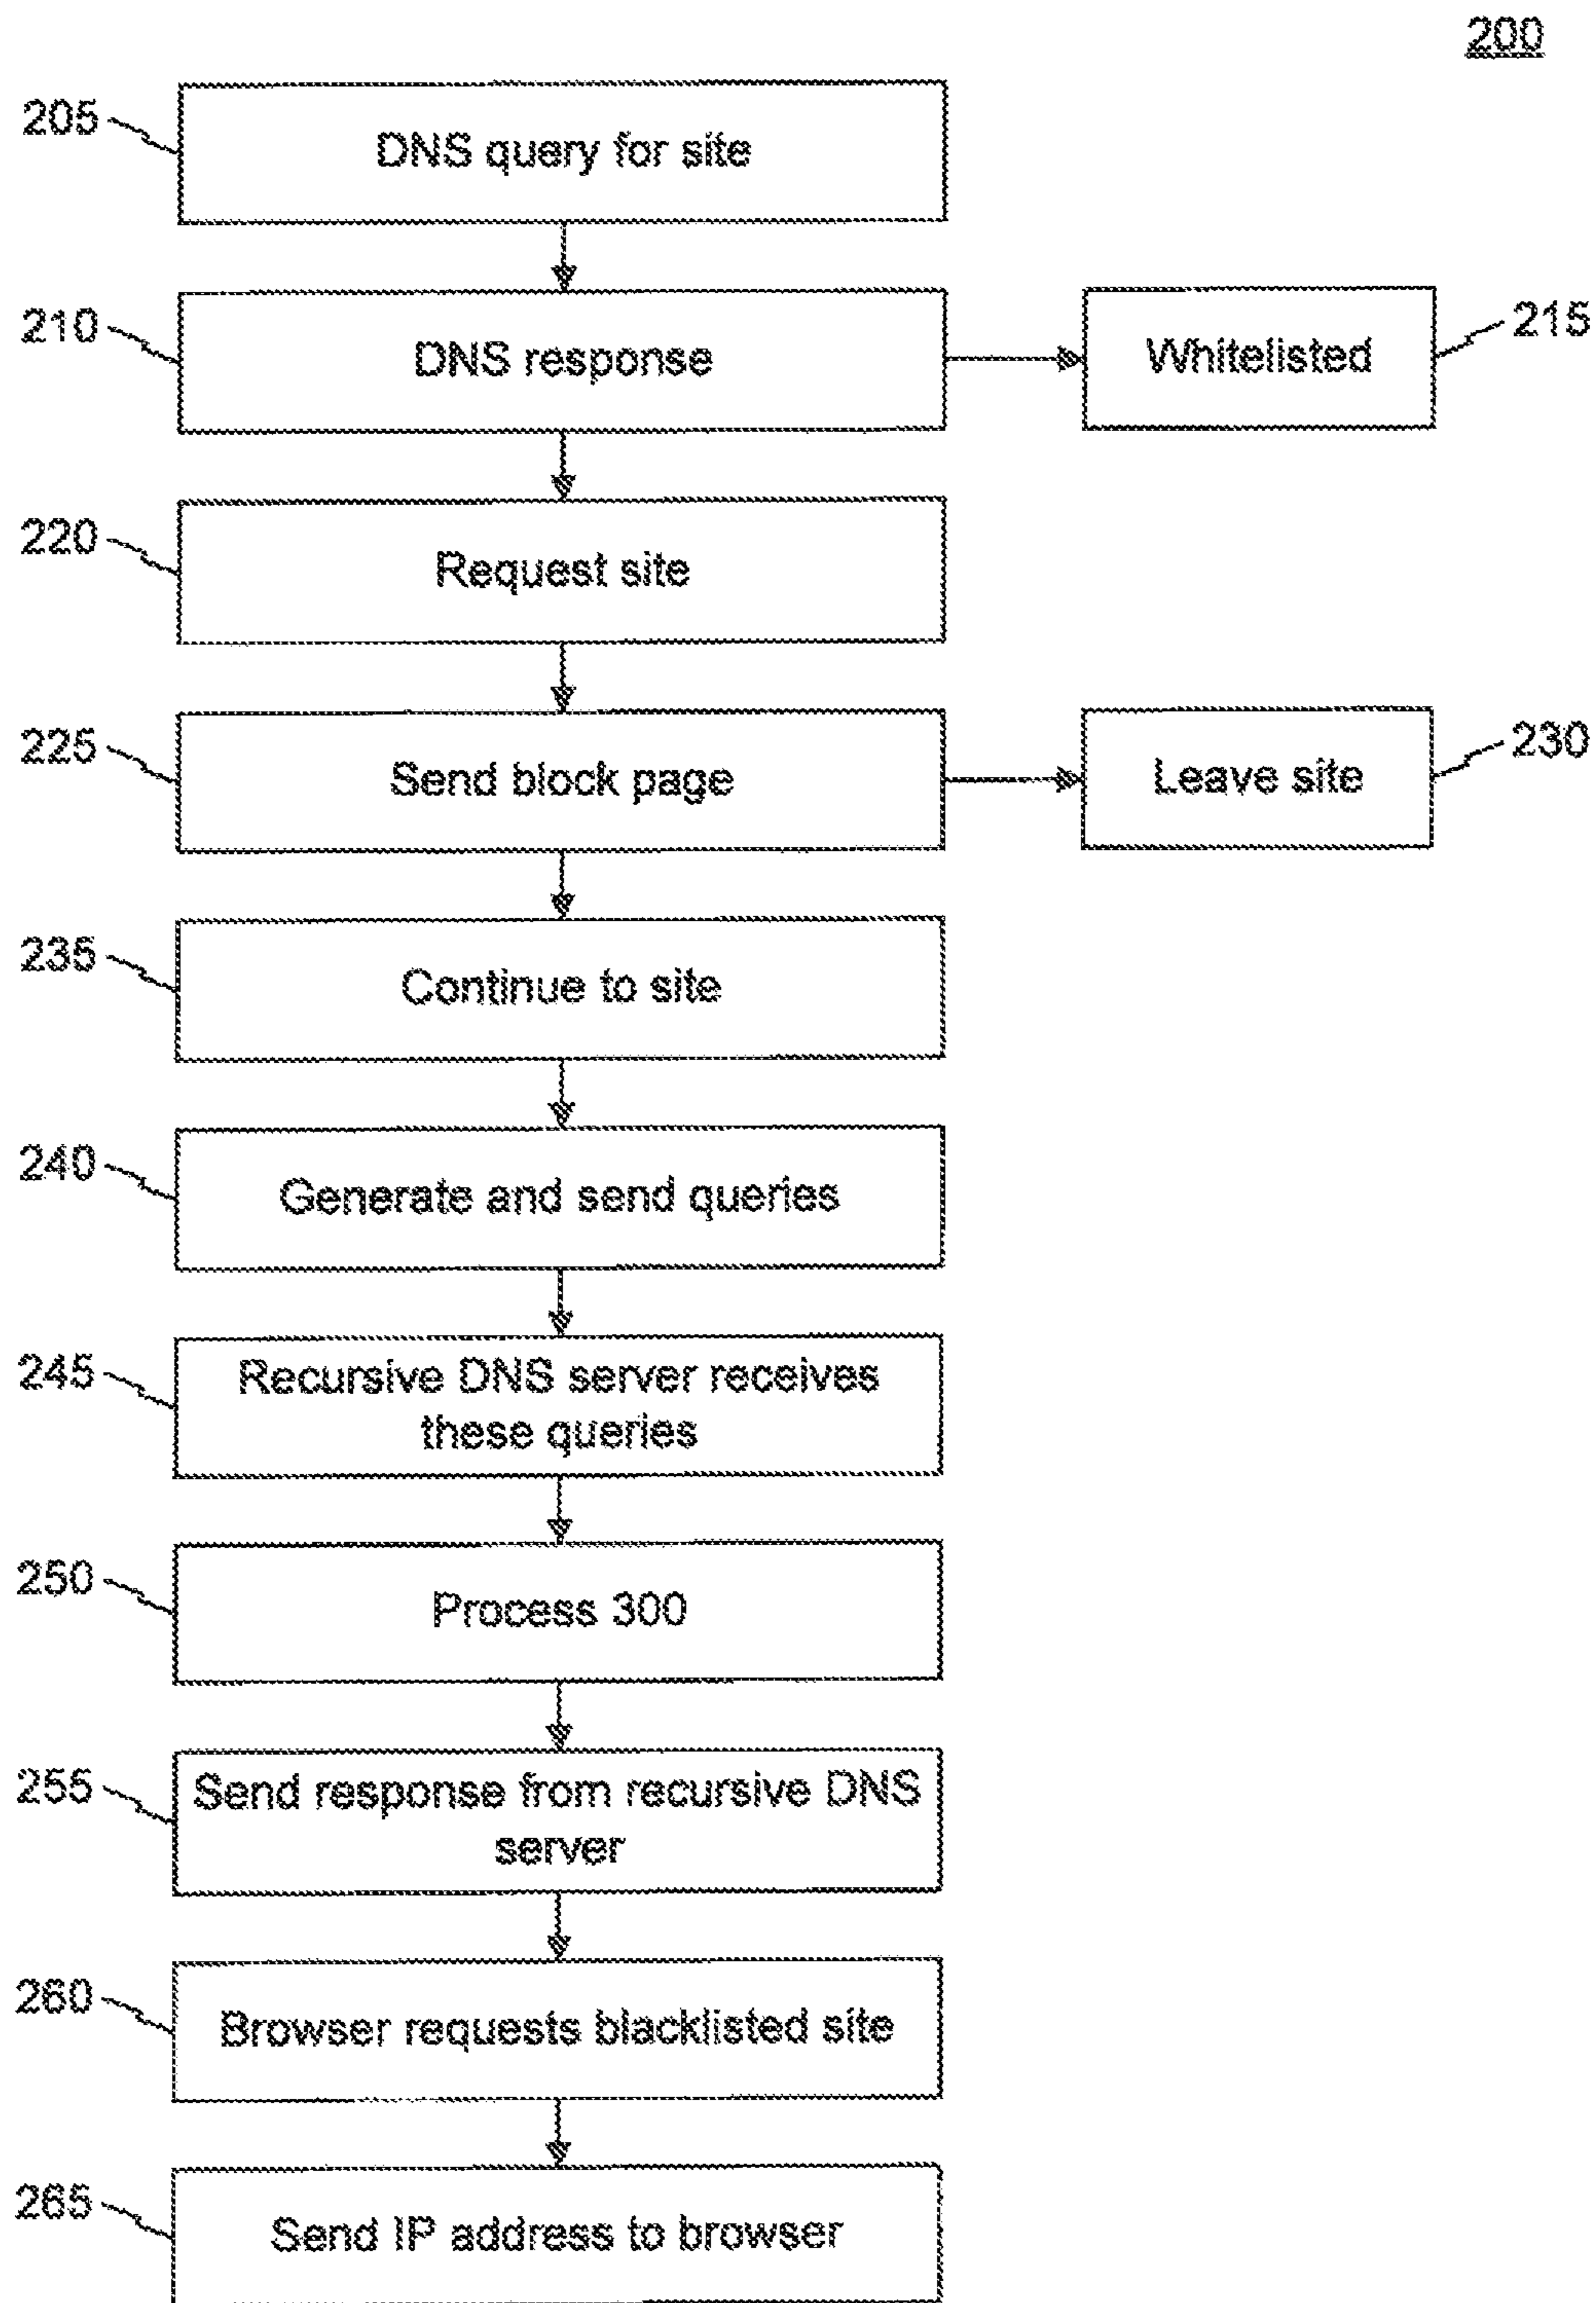 200
205
DNS query for site
210
DNS response
Whitelisted
215
220
Request site
225
Send block page
Leave site
230
235
Continue to site
240
Generate and send queries
245
Recursive DNS server receives
these queries
250
Process 300
255
Send response from recursive DNS
server
260
Browser requests blacklisted site
265
Send IP address to browser